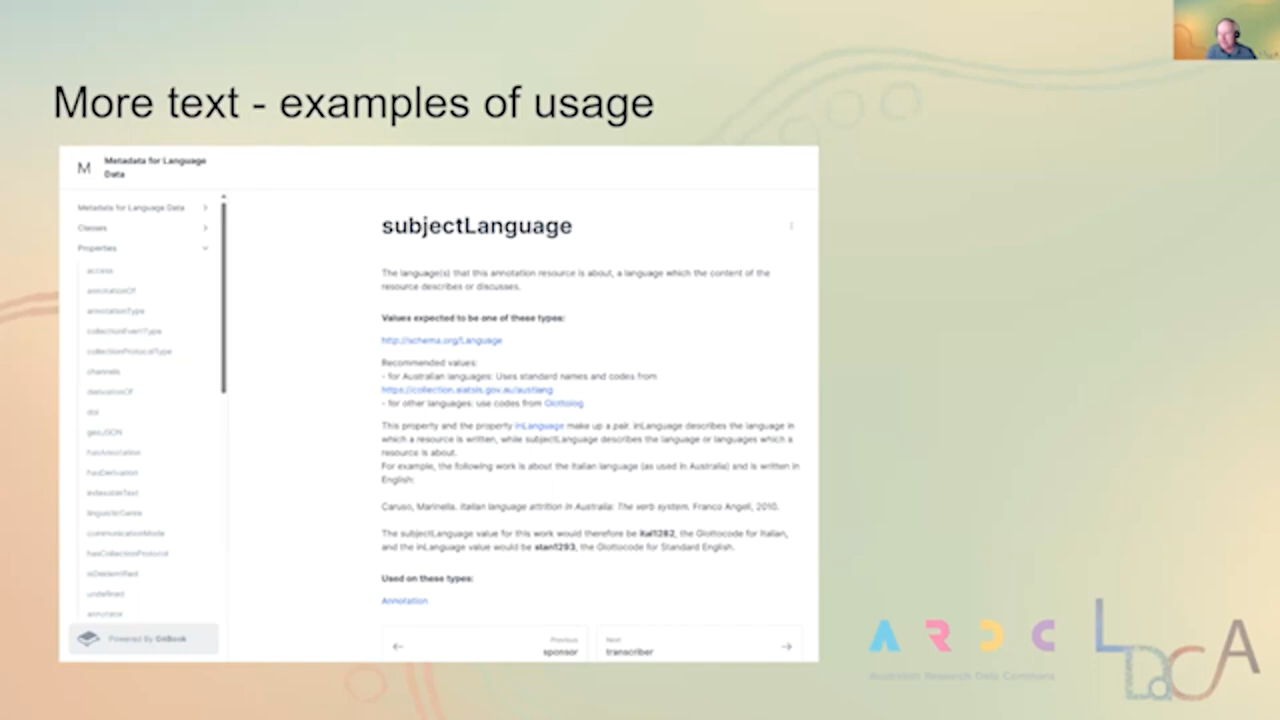 More text - examples of usage
M
Metadata for Language
Data
Metadata for Language Data
Classes
Properties
access
annotationOf
annotationType
collectionEventType
collectionProtocolType
channels
derivationOf
doi
geoJSON
hasAnnotation
hasDerivation
indexableText
linguisticGenre
communicationMode
hasCollectionProtocol
isDeIdentified
undefined
annotator
Powered By GitBook
subjectLanguage
The language(s) that this annotation resource is about, a language which the content of the
resource describes or discusses.
Values expected to be one of these types:
http://schema.org/Language
Recommended values:
- for Australian languages: Uses standard names and codes from
https://collection.aiatsis.gov.au/austlang
- for other languages: use codes from Glottolog
This property and the property inLanguage make up a pair. inLanguage describes the language in
which a resource is written, while subjectLanguage describes the language or languages which a
resource is about.
For example, the following work is about the Italian language (as used in Australia) and is written in
English:
Caruso, Marinella. Italian language attrition in Australia: The verb system. Franco Angeli, 2010.
The subjectLanguage value for this work would therefore be ital1282, the Glottocode for Italian,
and the inLanguage value would be stan1293, the Glottocode for Standard English.
Used on these types:
Annotation
Previous
sponsor
Next
transcriber
ARDC
Australian Research Data Commons
LDaCA